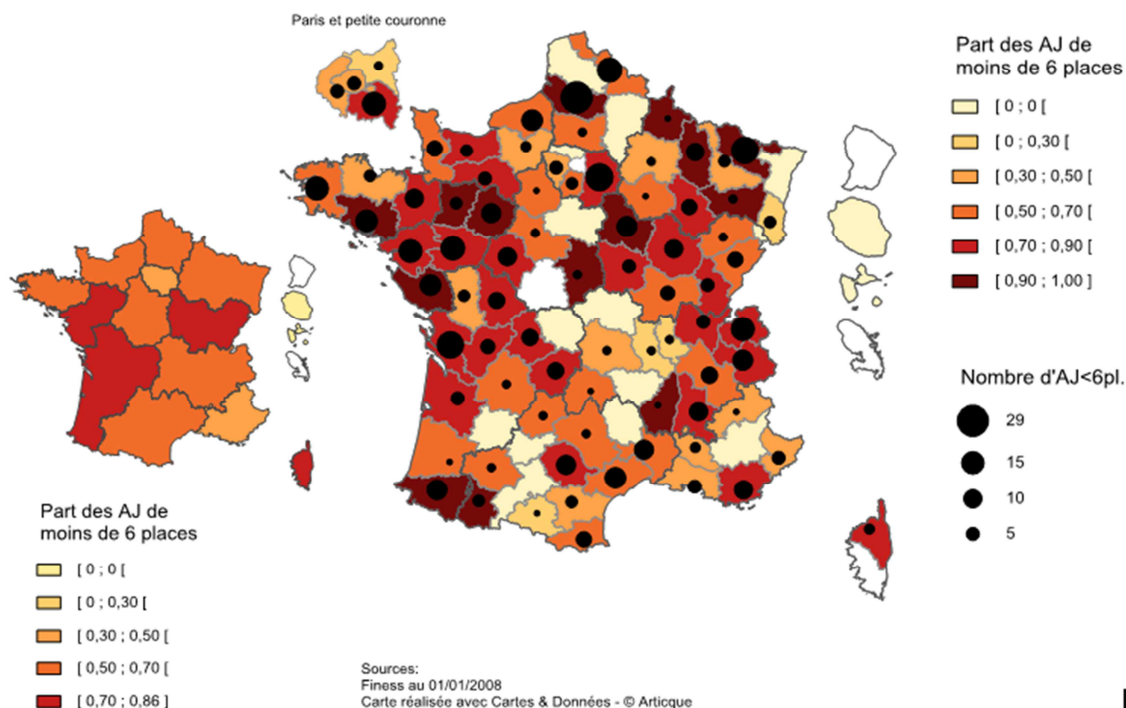 Paris et petite couronne
Part des AJ de
moins de 6 places
[ 0 ; 0 [
[ 0 ; 0,30 [
[ 0,30 ; 0,50 [
[ 0,50 ; 0,70 [
[ 0,70 ; 0,90 [
[ 0,90 ; 1,00 ]
Nombre d'AJ<6pl.
29
15
10
5
Part des AJ de
moins de 6 places
[ 0 ; 0 [
[ 0 ; 0,30 [
[ 0,30 ; 0,50 [
[ 0,50 ; 0,70 [
[ 0,70 ; 0,86 ]
Sources:
Finess au 01/01/2008
Carte réalisée avec Cartes & Données - © Articque